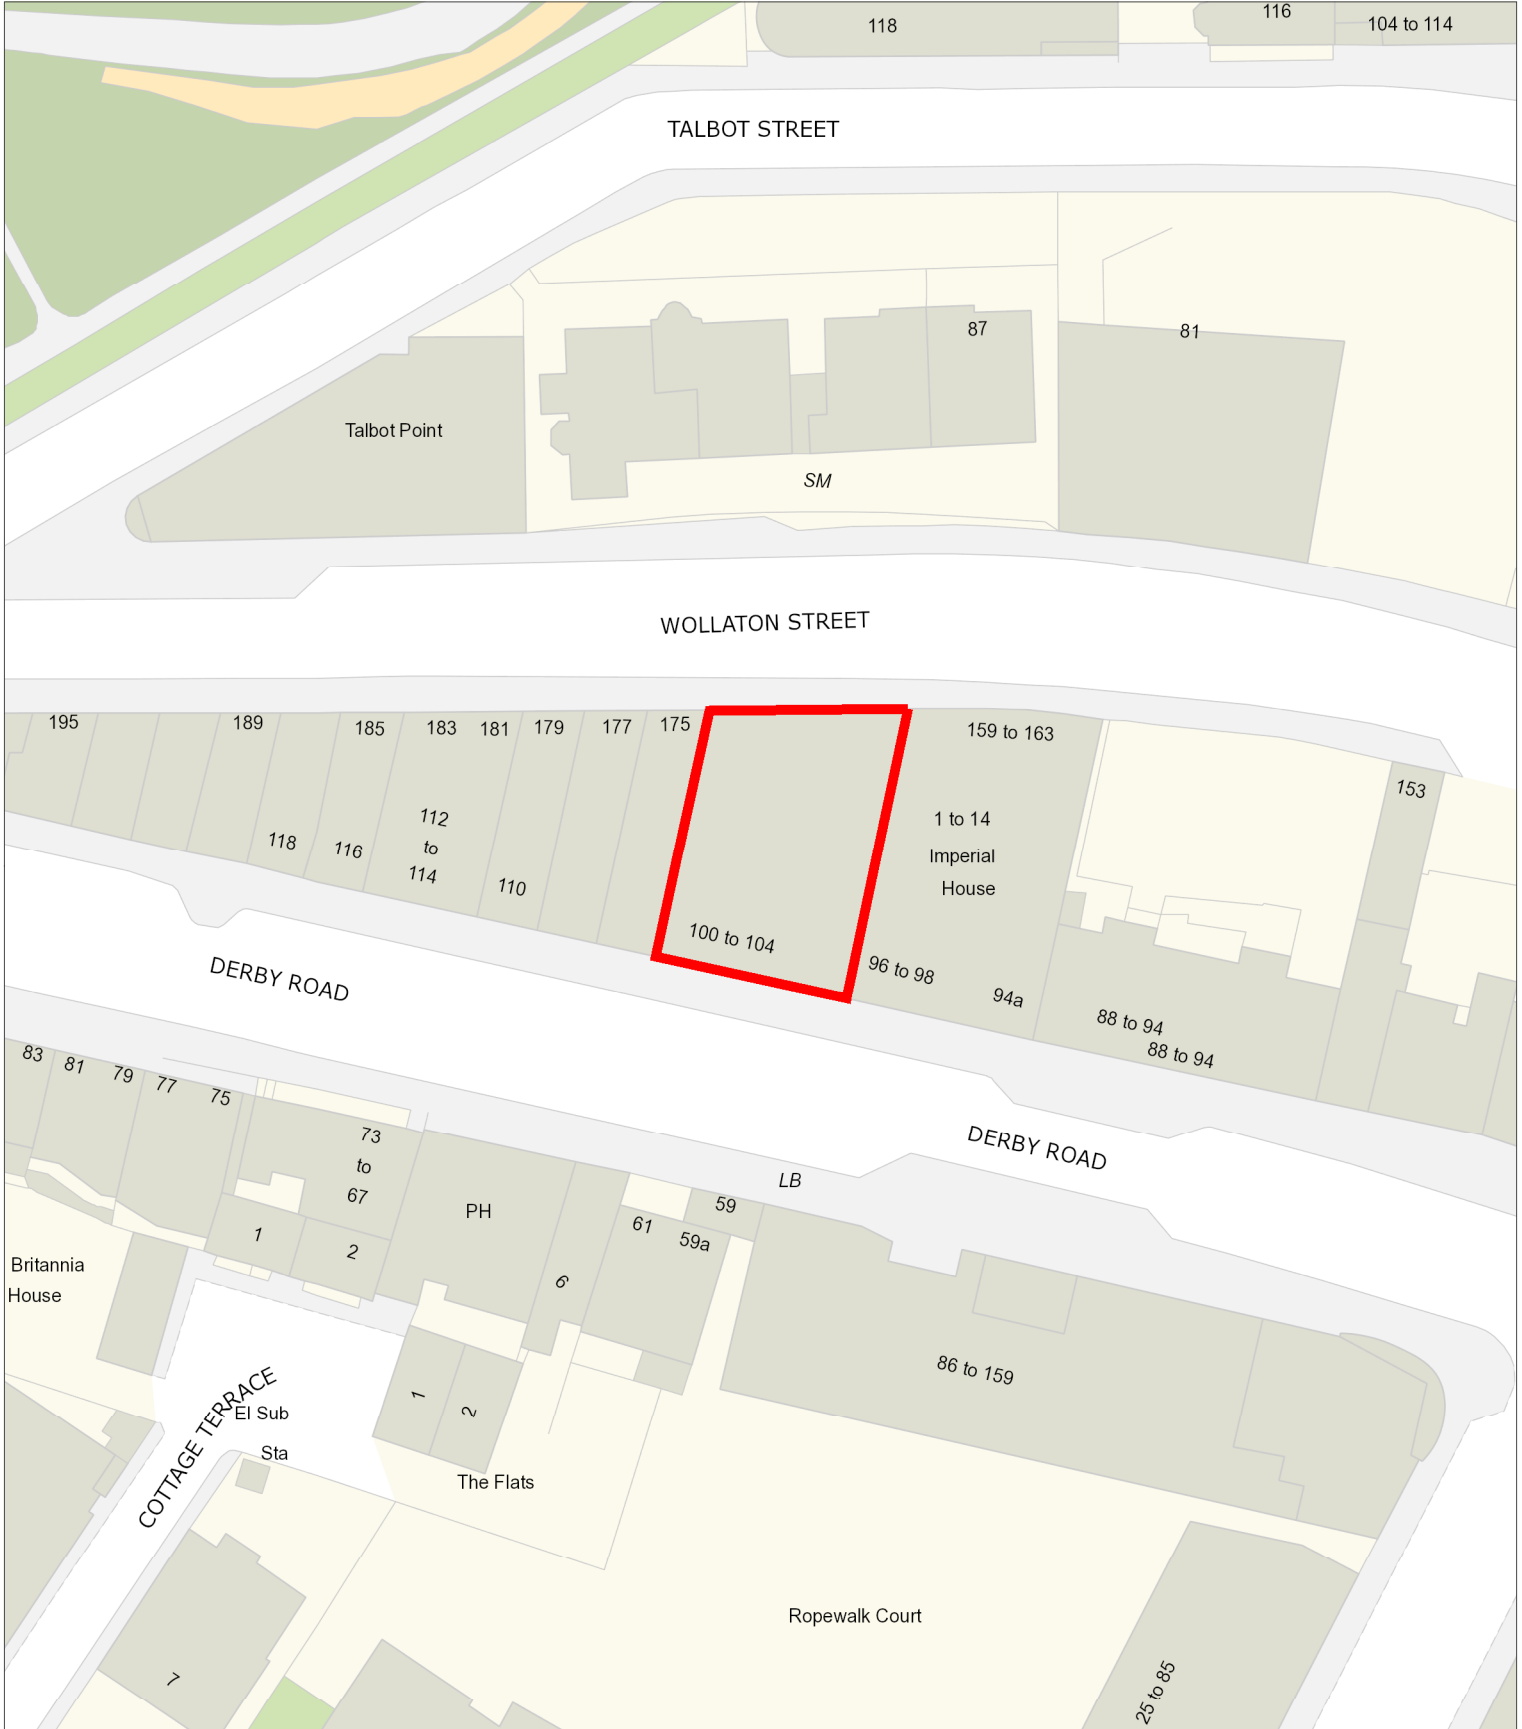 118
116
104 to 114
TALBOT STREET
87
81
Talbot Point
SM
WOLLATON STREET
195
189
185
183
181
179
177
175
159 to 163
153
118
116
112
to
114
110
1 to 14
Imperial
House
100 to 104
96 to 98
94a
88 to 94
88 to 94
DERBY ROAD
DERBY ROAD
83
81
79
77
75
73
to
67
PH
LB
59
61
59a
1
2
6
Britannia
House
86 to 159
1
2
COTTAGE TERRACE
El Sub
Sta
The Flats
Ropewalk Court
7
25 to 85